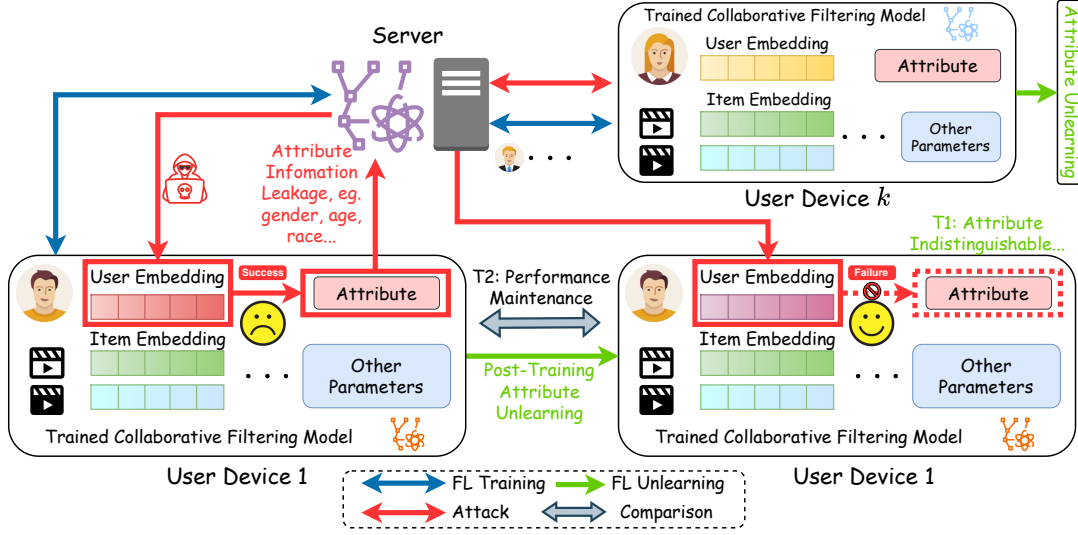 Server
Trained Collaborative Filtering Model
User Embedding
Attribute
Item Embedding
. . .
Other
Parameters
User Device k
Attribute Unlearning
. . .
Attribute
Infomation
Leakage, eg.
gender, age,
race...
T1: Attribute
Indistinguishable...
User Embedding
Success
Attribute
Item Embedding
. . .
Other
Parameters
Trained Collaborative Filtering Model
User Device 1
T2: Performance
Maintenance
Post-Training
Attribute
Unlearning
User Embedding
Failure
Attribute
Item Embedding
. . .
Other
Parameters
Trained Collaborative Filtering Model
User Device 1
FL Training
FL Unlearning
Attack
Comparison